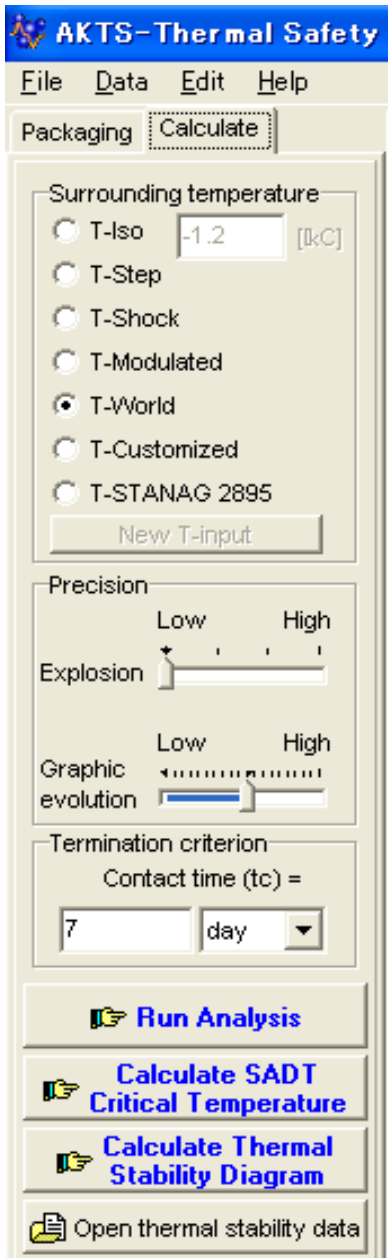 AKTS-Thermal Safety
File Data Edit Help
Packaging Calculate
Surrounding temperature
T-Iso -1.2 [ŀkC]
T-Step
T-Shock
T-Modulated
T-World
T-Customized
T-STANAG 2895
New T-input
Precision
Low High
Explosion
Low High
Graphic
evolution
Termination criterion
Contact time (tc) =
7 day
Run Analysis
Calculate SADT
Critical Temperature
Calculate Thermal
Stability Diagram
Open thermal stability data